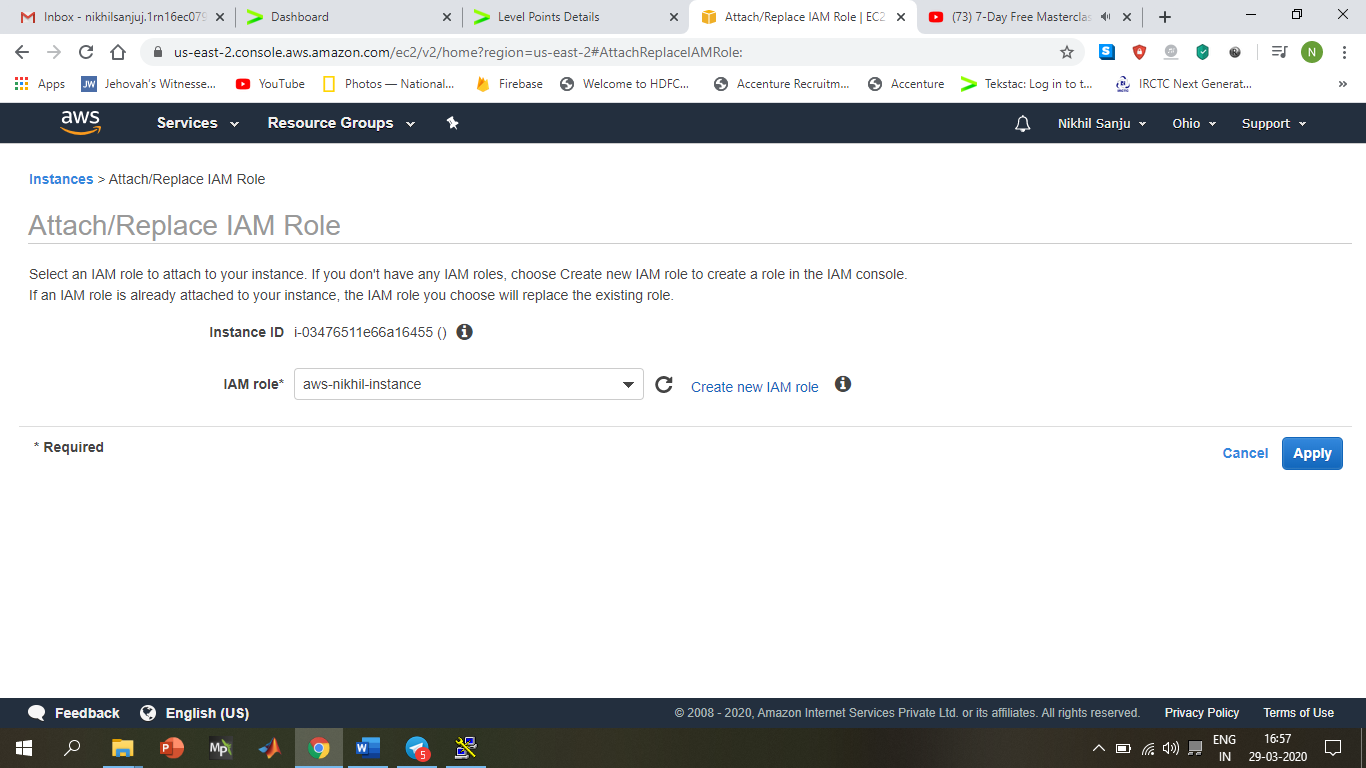 Inbox - nikhilsanjuj.1rn16ec079
Dashboard
Level Points Details
Attach/Replace IAM Role | EC2
(73) 7-Day Free Masterclas
us-east-2.console.aws.amazon.com/ec2/v2/home?region=us-east-2#AttachReplaceIAMRole:
N
Apps
JW Jehovah's Witnesse...
YouTube
Photos — National...
Firebase
Welcome to HDFC...
Accenture Recruitm...
Accenture
Tekstac: Log in to t...
IRCTC Next Generat...
»
aws
Services
Resource Groups
Nikhil Sanju
Ohio
Support
Instances > Attach/Replace IAM Role
Attach/Replace IAM Role
Select an IAM role to attach to your instance. If you don't have any IAM roles, choose Create new IAM role to create a role in the IAM console.
If an IAM role is already attached to your instance, the IAM role you choose will replace the existing role.
Instance ID i-03476511e66a16455 ()
IAM role* aws-nikhil-instance Create new IAM role
* Required
Cancel Apply
Feedback English (US) © 2008 - 2020, Amazon Internet Services Private Ltd. or its affiliates. All rights reserved. Privacy Policy Terms of Use
5
ENG
IN
16:57
29-03-2020